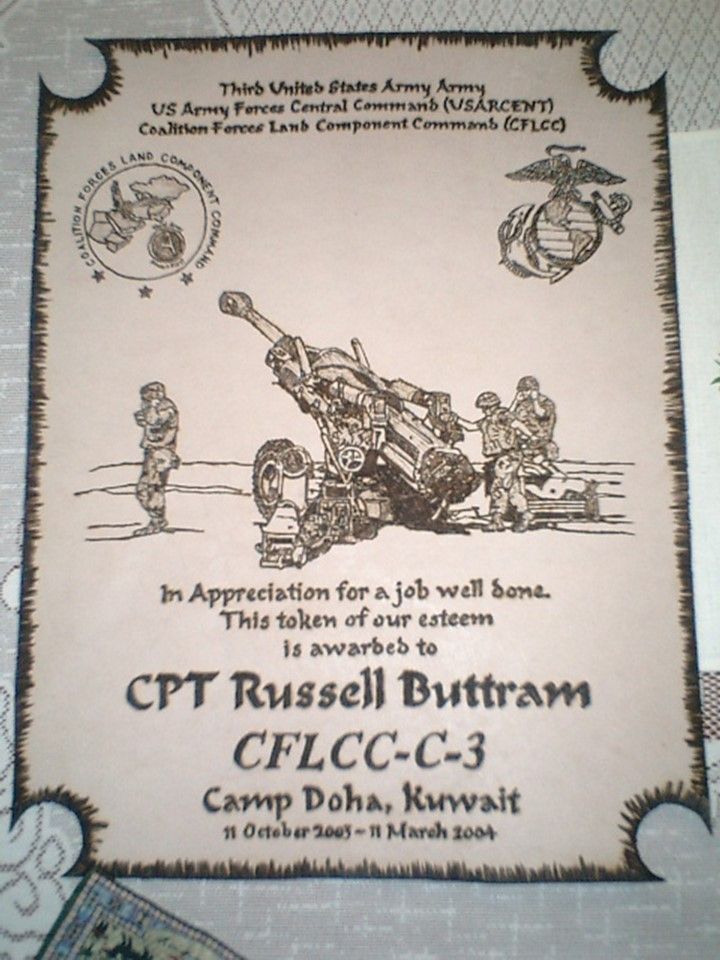 Third United States Army Army
US Army Forces Central Command (USARCENT)
Coalition Forces Land Component Command (CFLCC)
COALITION FORCES LAND COMPONENT COMMAND
In Appreciation for a job well done.
This token of our esteem
is awarded to
CPT Russell Buttram
CFLCC-C-3
Camp Doha, Kuwait
11 October 2003 - 11 March 2004